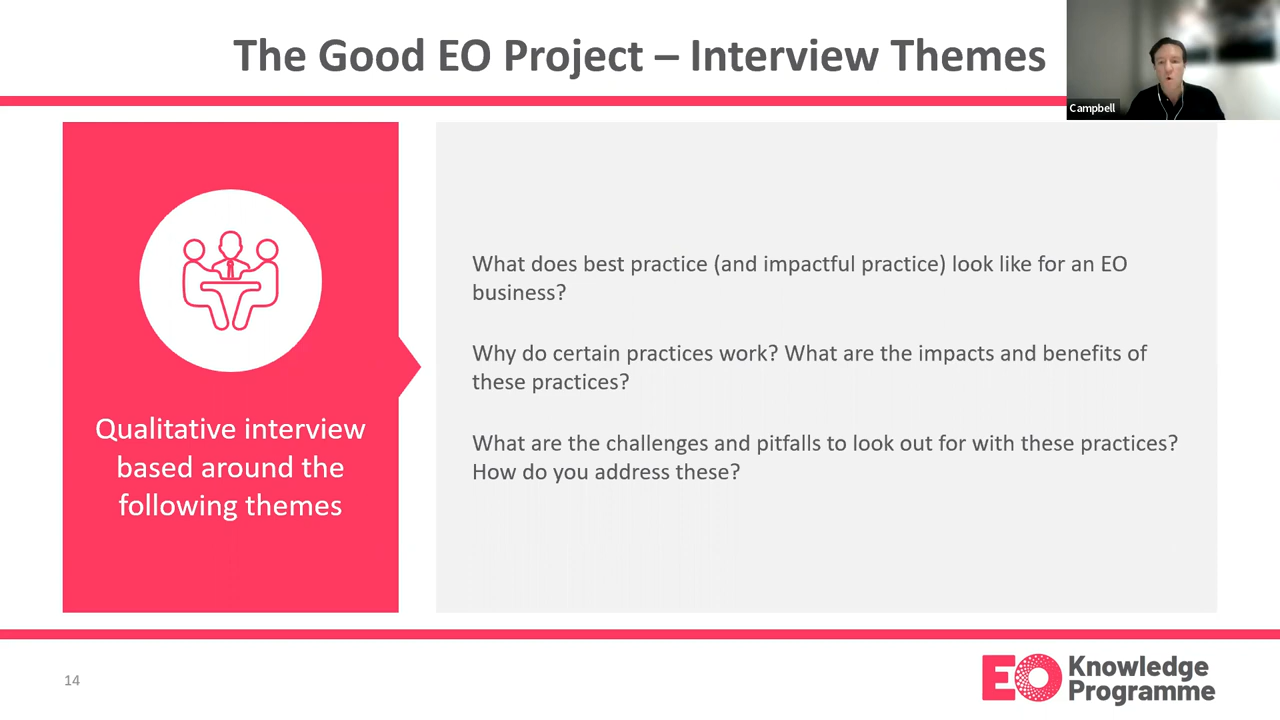 The Good EO Project – Interview Themes
Campbell
Qualitative interview
based around the
following themes
What does best practice (and impactful practice) look like for an EO
business?
Why do certain practices work? What are the impacts and benefits of
these practices?
What are the challenges and pitfalls to look out for with these practices?
How do you address these?
14
EO Knowledge
Programme